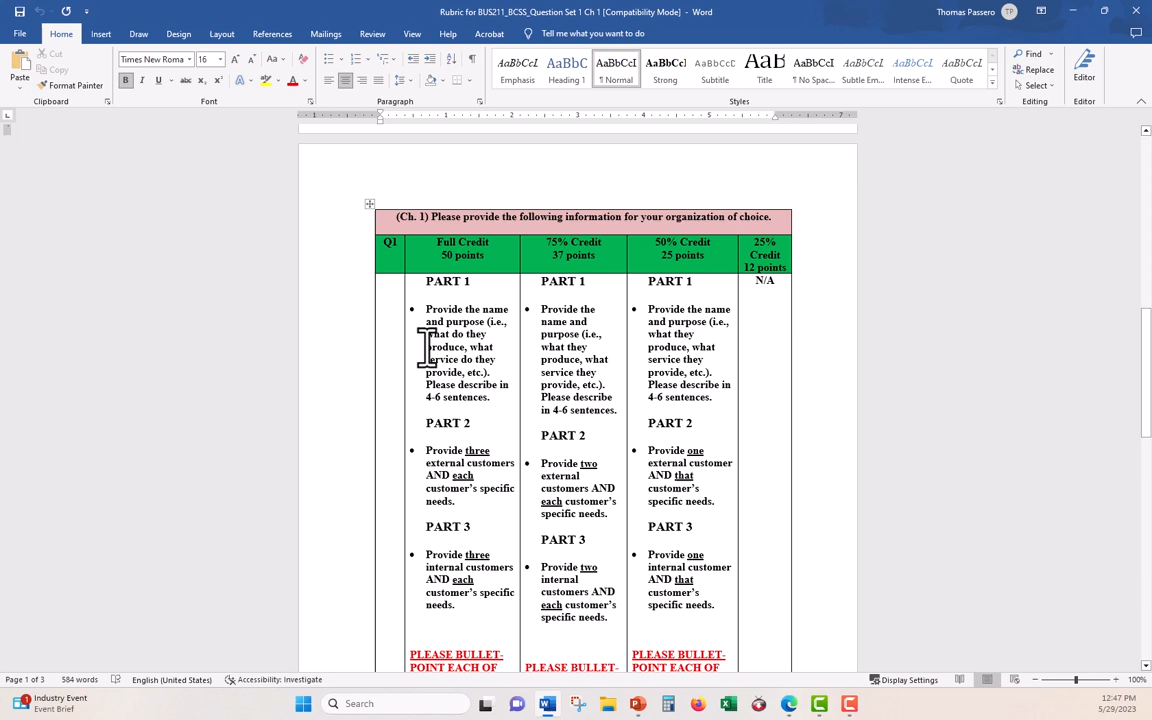 Rubric for BUS211_BCSS_Question Set 1 Ch 1 [Compatibility Mode] - Word
Thomas Passero TP
File Home Insert Draw Design Layout References Mailings Review View Help Acrobat Tell me what you want to do
Paste
Cut
Copy
Format Painter
Clipboard
Times New Roma 16
Font
Paragraph
AaBbCcI AaBbC AaBbCcI AaBbCcl AaBbCcl AaB AaBbCcI AaBbCcI AaBbCcI AaBbCcI
Emphasis Heading 1 ¶ Normal Strong Subtitle Title ¶ No Spac... Subtle Em... Intense E... Quote
Styles
Find
Replace
Select
Editing
Editor
Editor
(Ch. 1) Please provide the following information for your organization of choice.
Q1
Full Credit
50 points
75% Credit
37 points
50% Credit
25 points
25%
Credit
12 points
PART 1
• Provide the name
and purpose (i.e.,
what do they
produce, what
service do they
provide, etc.).
Please describe in
4-6 sentences.
PART 2
• Provide three
external customers
AND each
customer's specific
needs.
PART 3
• Provide three
internal customers
AND each
customer's specific
needs.
PLEASE BULLET-
POINT EACH OF
PART 1
• Provide the
name and
purpose (i.e.,
what they
produce, what
service they
provide, etc.).
Please describe
in 4-6 sentences.
PART 2
• Provide two
external
customers AND
each customer's
specific needs.
PART 3
• Provide two
internal
customers AND
each customer's
specific needs.
PLEASE BULLET-
PART 1
• Provide the name
and purpose (i.e.,
what they
produce, what
service they
provide, etc.).
Please describe in
4-6 sentences.
PART 2
• Provide one
external customer
AND that
customer's
specific needs.
PART 3
• Provide one
internal customer
AND that
customer's
specific needs.
PLEASE BULLET-
POINT EACH OF
N/A
Page 1 of 3 584 words English (United States) Accessibility: Investigate Display Settings 100%
Industry Event
Event Brief
Search
12:47 PM
5/29/2023